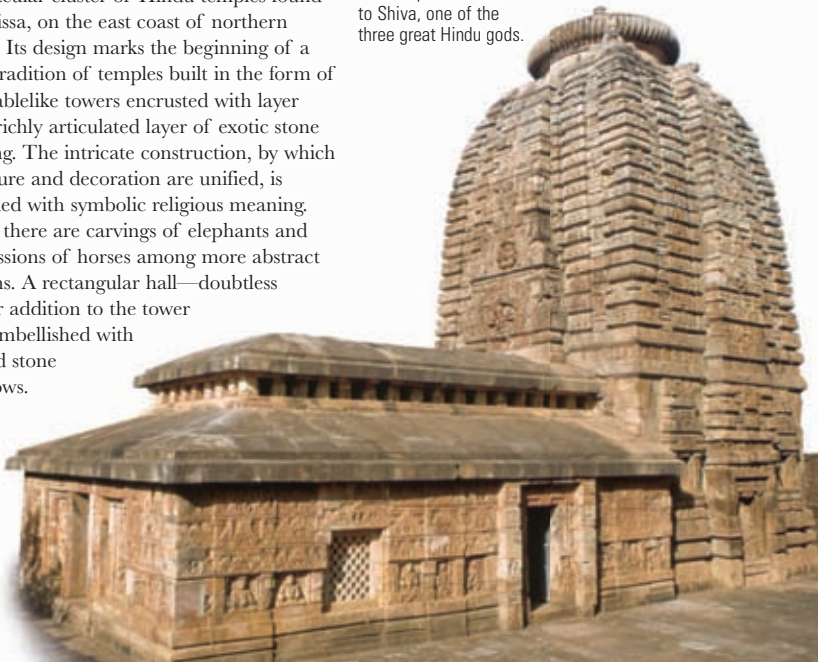 cular cluster of Hindu temples found
issa, on the east coast of northern
Its design marks the beginning of a
radition of temples built in the form of
ablelike towers encrusted with layer
richly articulated layer of exotic stone
ng. The intricate construction, by which
ure and decoration are unified, is
ed with symbolic religious meaning.
there are carvings of elephants and
ssions of horses among more abstract
ns. A rectangular hall—doubtless
r addition to the tower
mbellished with
d stone
ows.
to Shiva, one of the
three great Hindu gods.